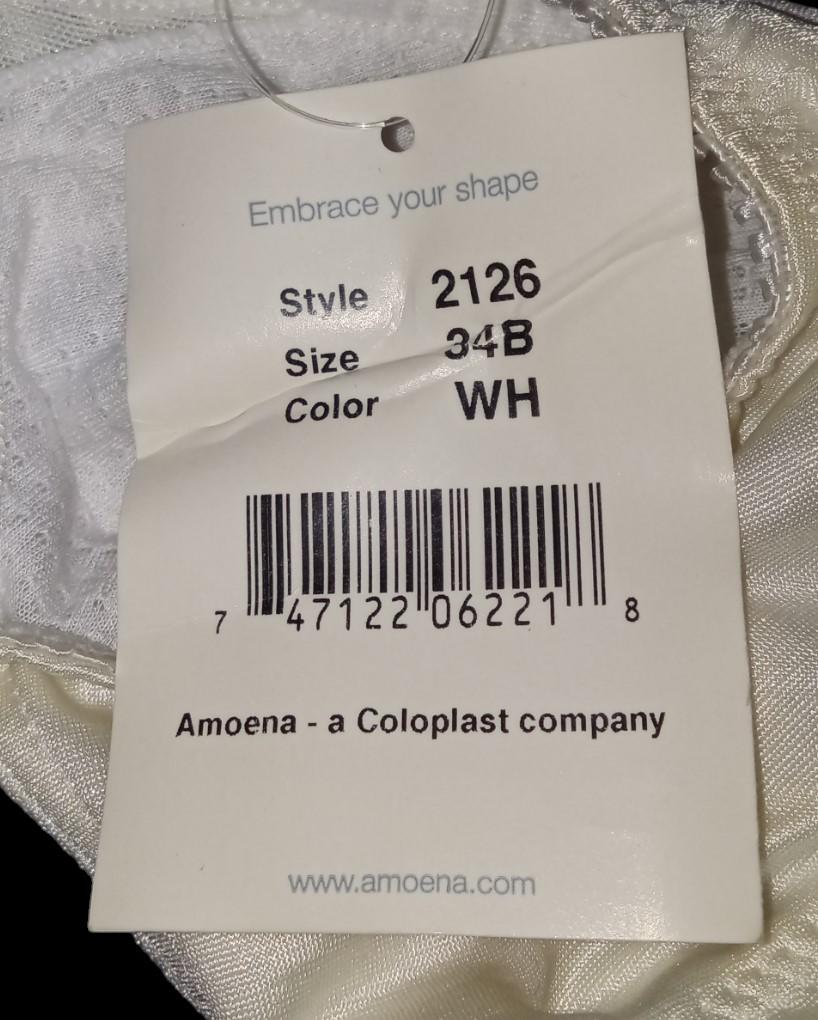 Embrace your shape
Style 2126
Size 34B
Color WH
7 47122 06221 8
Amoena - a Coloplast company
www.amoena.com